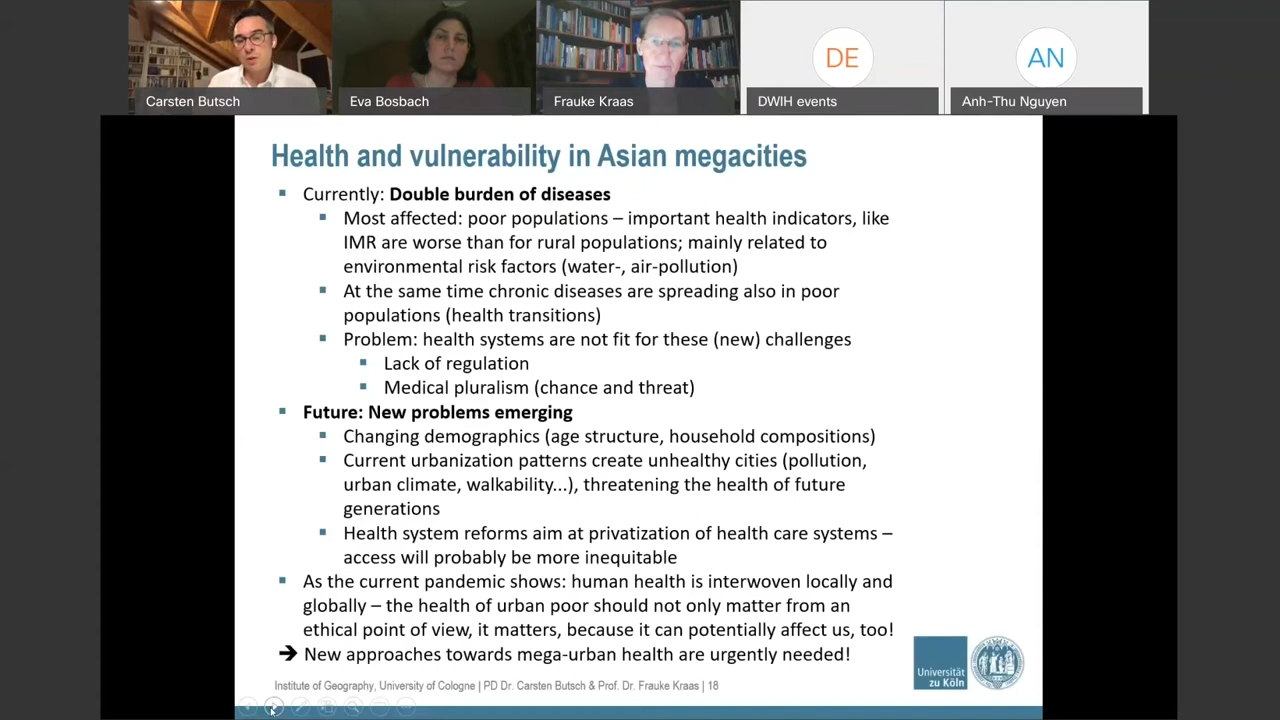 DE
AN
Carsten Butsch
Eva Bosbach
Frauke Kraas
DWIH events
Anh-Thu Nguyen
Health and vulnerability in Asian megacities
Currently: Double burden of diseases
Most affected: poor populations – important health indicators, like
IMR are worse than for rural populations; mainly related to
environmental risk factors (water-, air-pollution)
At the same time chronic diseases are spreading also in poor
populations (health transitions)
Problem: health systems are not fit for these (new) challenges
Lack of regulation
Medical pluralism (chance and threat)
Future: New problems emerging
Changing demographics (age structure, household compositions)
Current urbanization patterns create unhealthy cities (pollution,
urban climate, walkability...), threatening the health of future
generations
Health system reforms aim at privatization of health care systems –
access will probably be more inequitable
As the current pandemic shows: human health is interwoven locally and
globally – the health of urban poor should not only matter from an
ethical point of view, it matters, because it can potentially affect us, too!
➔ New approaches towards mega-urban health are urgently needed!
Universität
zu Köln
Institute of Geography, University of Cologne | PD Dr. Carsten Butsch & Prof. Dr. Frauke Kraas | 18